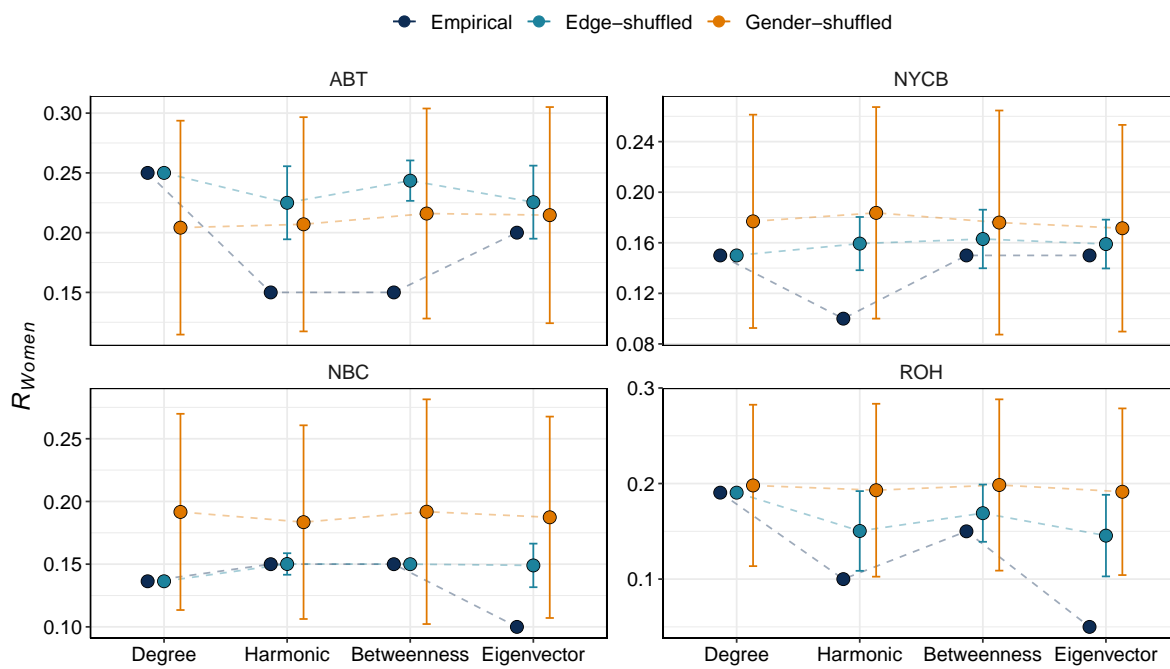 Empirical Edge−shuffled Gender−shuffled
ABT
0.30
0.25
0.20
0.15
NYCB
0.24
0.20
0.16
0.12
0.08
R_Women
NBC
0.25
0.20
0.15
0.10
Degree Harmonic Betweenness Eigenvector
ROH
0.3
0.2
0.1
Degree Harmonic Betweenness Eigenvector